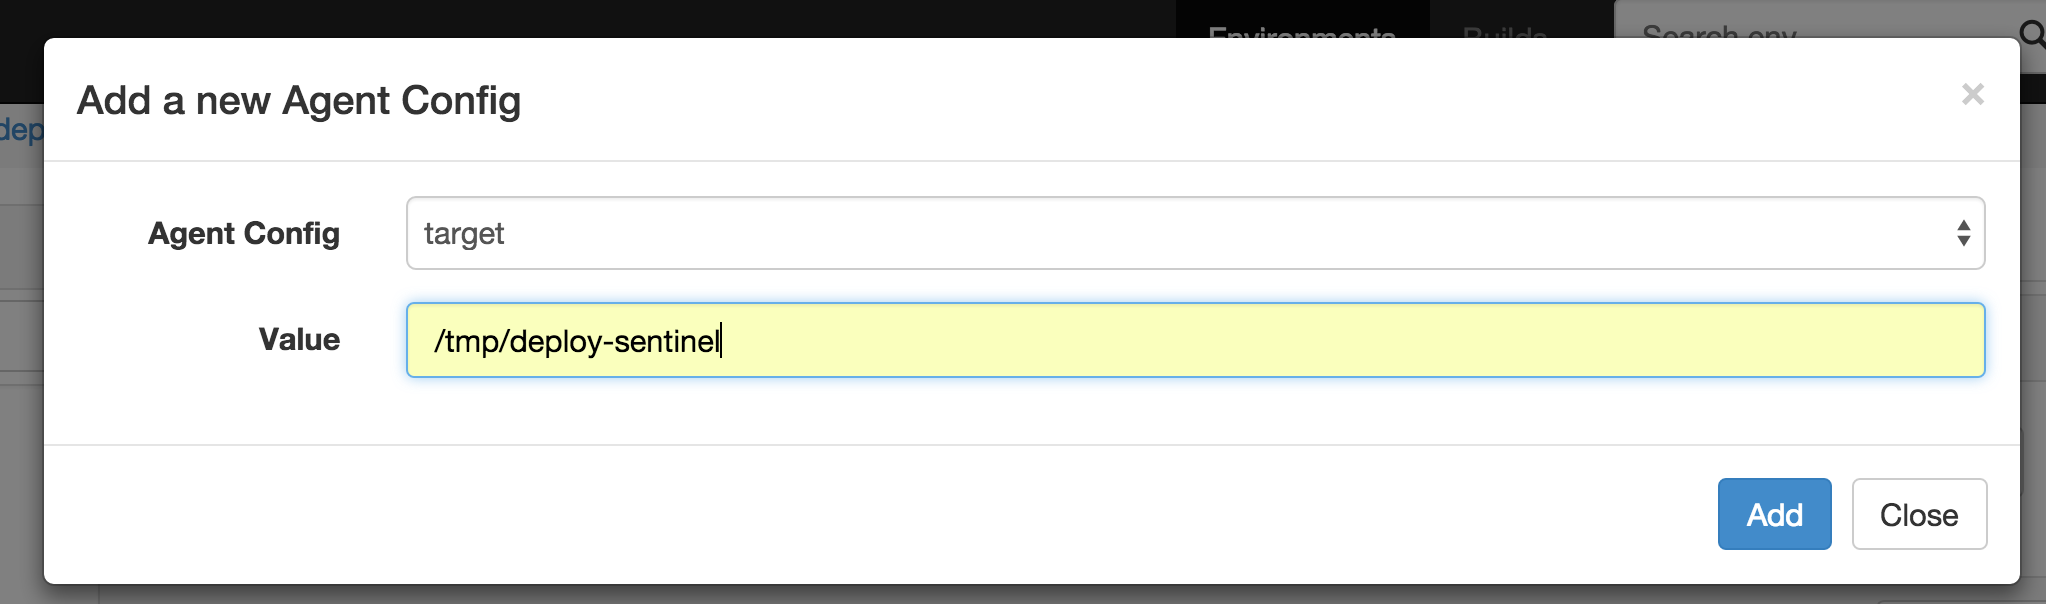 Environments Builds Search env
Add a new Agent Config ×
dep
Agent Config target
Value /tmp/deploy-sentinel
Add Close